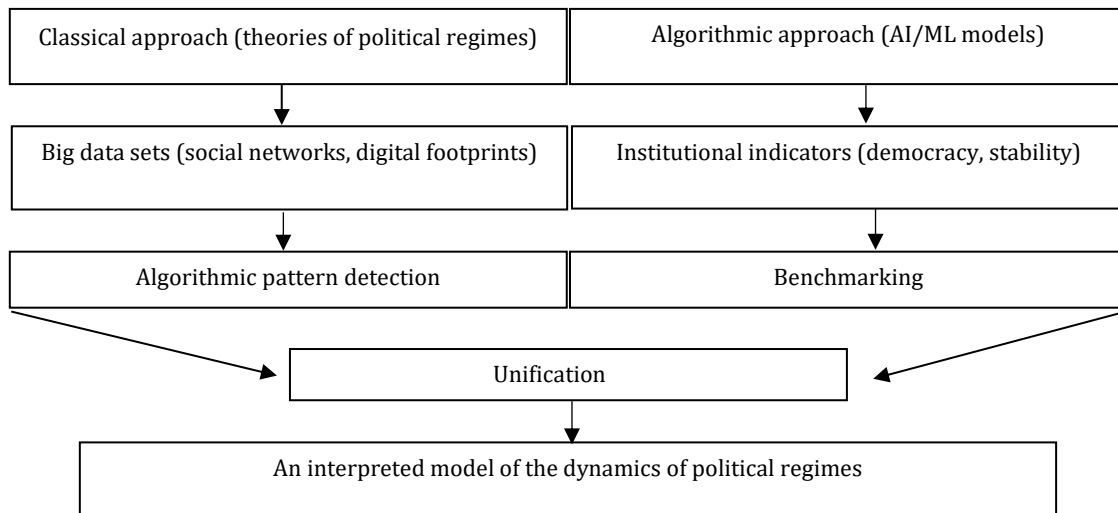 Classical approach (theories of political regimes)
Algorithmic approach (AI/ML models)
Big data sets (social networks, digital footprints)
Institutional indicators (democracy, stability)
Algorithmic pattern detection
Benchmarking
Unification
An interpreted model of the dynamics of political regimes